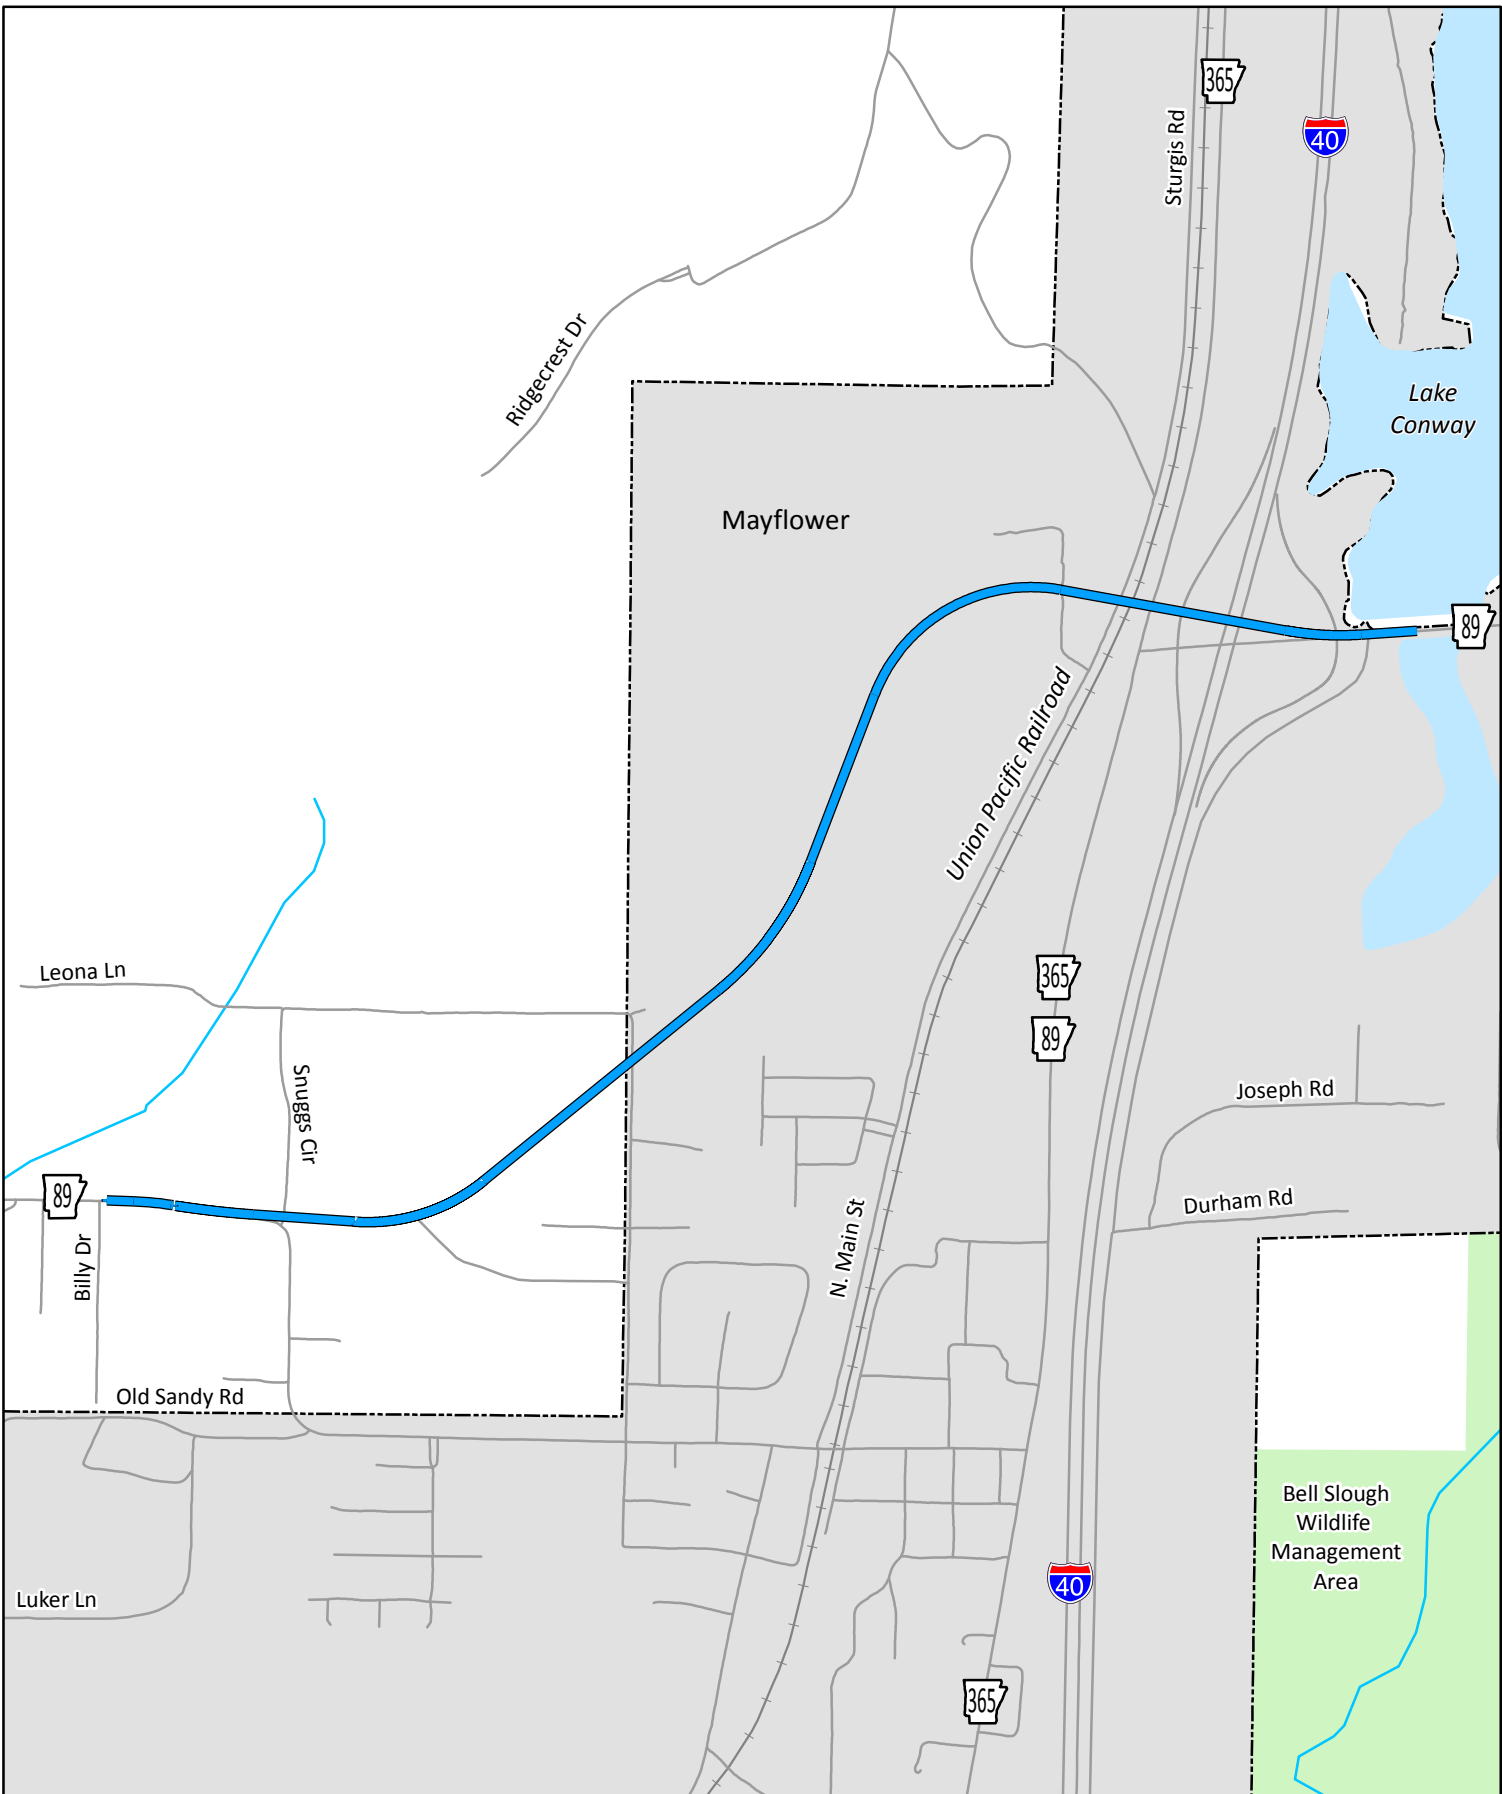 365
Sturgis Rd
40
Ridgecrest Dr
Lake
Conway
Mayflower
89
Union Pacific Railroad
Leona Ln
365
89
Snuggs Cir
Joseph Rd
89
Durham Rd
N. Main St
Billy Dr
Old Sandy Rd
Bell Slough
Wildlife
Management
Area
40
Luker Ln
365